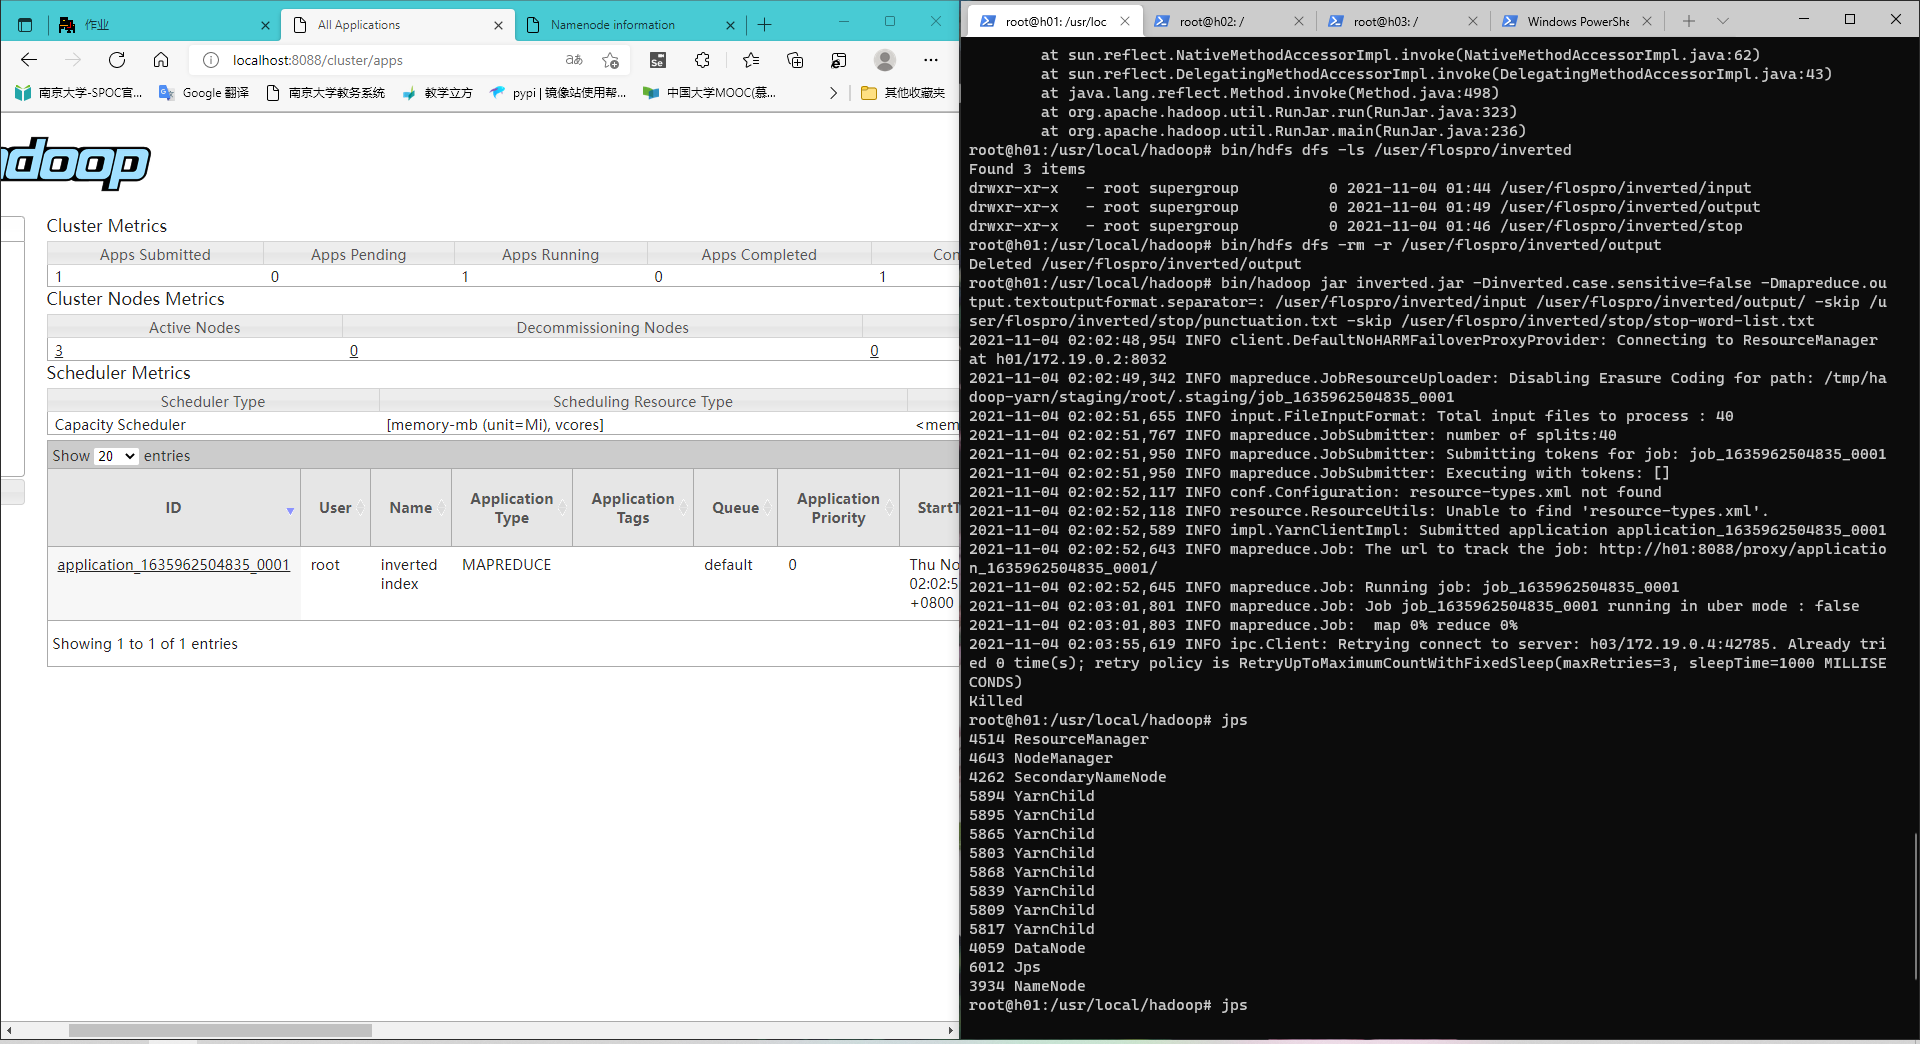 作业
All Applications
Namenode information
localhost:8088/cluster/apps
南京大学-SPOC官...
Google 翻译
南京大学教务系统
教学立方
pypi | 镜像站使用帮...
中国大学MOOC(慕...
其他收藏夹
adoop
Cluster Metrics
Apps Submitted Apps Pending Apps Running Apps Completed Con
1 0 1 0 1
Cluster Nodes Metrics
Active Nodes Decommissioning Nodes
3 0 0
Scheduler Metrics
Scheduler Type Scheduling Resource Type
Capacity Scheduler [memory-mb (unit=Mi), vcores] <mem
Show 20 entries
ID User Name Application Type Application Tags Queue Application Priority StartT
application_1635962504835_0001 root inverted index MAPREDUCE default 0 Thu No 02:02:5 +0800
Showing 1 to 1 of 1 entries
root@h01: /usr/loc
root@h02: /
root@h03: /
Windows PowerShe
at sun.reflect.NativeMethodAccessorImpl.invoke(NativeMethodAccessorImpl.java:62)
at sun.reflect.DelegatingMethodAccessorImpl.invoke(DelegatingMethodAccessorImpl.java:43)
at java.lang.reflect.Method.invoke(Method.java:498)
at org.apache.hadoop.util.RunJar.run(RunJar.java:323)
at org.apache.hadoop.util.RunJar.main(RunJar.java:236)
root@h01:/usr/local/hadoop# bin/hdfs dfs -ls /user/flospro/inverted
Found 3 items
drwxr-xr-x   - root supergroup          0 2021-11-04 01:44 /user/flospro/inverted/input
drwxr-xr-x   - root supergroup          0 2021-11-04 01:49 /user/flospro/inverted/output
drwxr-xr-x   - root supergroup          0 2021-11-04 01:46 /user/flospro/inverted/stop
root@h01:/usr/local/hadoop# bin/hdfs dfs -rm -r /user/flospro/inverted/output
Deleted /user/flospro/inverted/output
root@h01:/usr/local/hadoop# bin/hadoop jar inverted.jar -Dinverted.case.sensitive=false -Dmapreduce.ou
tput.textoutputformat.separator=: /user/flospro/inverted/input /user/flospro/inverted/output/ -skip /u
ser/flospro/inverted/stop/punctuation.txt -skip /user/flospro/inverted/stop/stop-word-list.txt
2021-11-04 02:02:48,954 INFO client.DefaultNoHARMFailoverProxyProvider: Connecting to ResourceManager
at h01/172.19.0.2:8032
2021-11-04 02:02:49,342 INFO mapreduce.JobResourceUploader: Disabling Erasure Coding for path: /tmp/ha
doop-yarn/staging/root/.staging/job_1635962504835_0001
2021-11-04 02:02:51,655 INFO input.FileInputFormat: Total input files to process : 40
2021-11-04 02:02:51,767 INFO mapreduce.JobSubmitter: number of splits:40
2021-11-04 02:02:51,950 INFO mapreduce.JobSubmitter: Submitting tokens for job: job_1635962504835_0001
2021-11-04 02:02:51,950 INFO mapreduce.JobSubmitter: Executing with tokens: []
2021-11-04 02:02:52,117 INFO conf.Configuration: resource-types.xml not found
2021-11-04 02:02:52,118 INFO resource.ResourceUtils: Unable to find 'resource-types.xml'.
2021-11-04 02:02:52,589 INFO impl.YarnClientImpl: Submitted application application_1635962504835_0001
2021-11-04 02:02:52,643 INFO mapreduce.Job: The url to track the job: http://h01:8088/proxy/applicatio
n_1635962504835_0001/
2021-11-04 02:02:52,645 INFO mapreduce.Job: Running job: job_1635962504835_0001
2021-11-04 02:03:01,801 INFO mapreduce.Job: Job job_1635962504835_0001 running in uber mode : false
2021-11-04 02:03:01,803 INFO mapreduce.Job:  map 0% reduce 0%
2021-11-04 02:03:55,619 INFO ipc.Client: Retrying connect to server: h03/172.19.0.4:42785. Already tri
ed 0 time(s); retry policy is RetryUpToMaximumCountWithFixedSleep(maxRetries=3, sleepTime=1000 MILLISE
CONDS)
Killed
root@h01:/usr/local/hadoop# jps
4514 ResourceManager
4643 NodeManager
4262 SecondaryNameNode
5894 YarnChild
5895 YarnChild
5865 YarnChild
5803 YarnChild
5868 YarnChild
5839 YarnChild
5809 YarnChild
5817 YarnChild
4059 DataNode
6012 Jps
3934 NameNode
root@h01:/usr/local/hadoop# jps